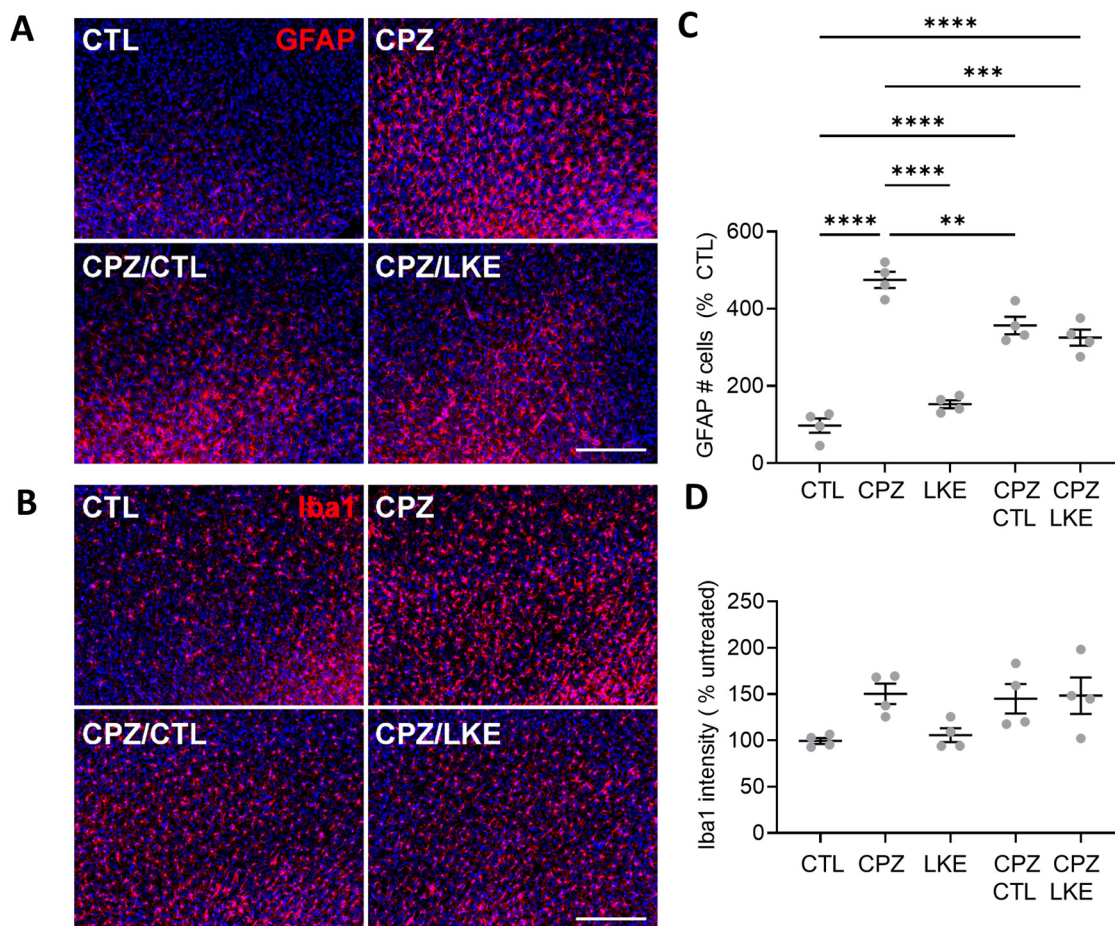 A
CTL GFAP CPZ
CPZ/CTL CPZ/LKE
B
CTL Iba1 CPZ
CPZ/CTL CPZ/LKE
C
****
***
****
****
**** **
GFAP # cells (% CTL)
600
400
200
0
CTL CPZ LKE CPZ CPZ
CTL LKE
D
Iba1 intensity ( % untreated)
250
200
150
100
50
0
CTL CPZ LKE CPZ CPZ
CTL LKE